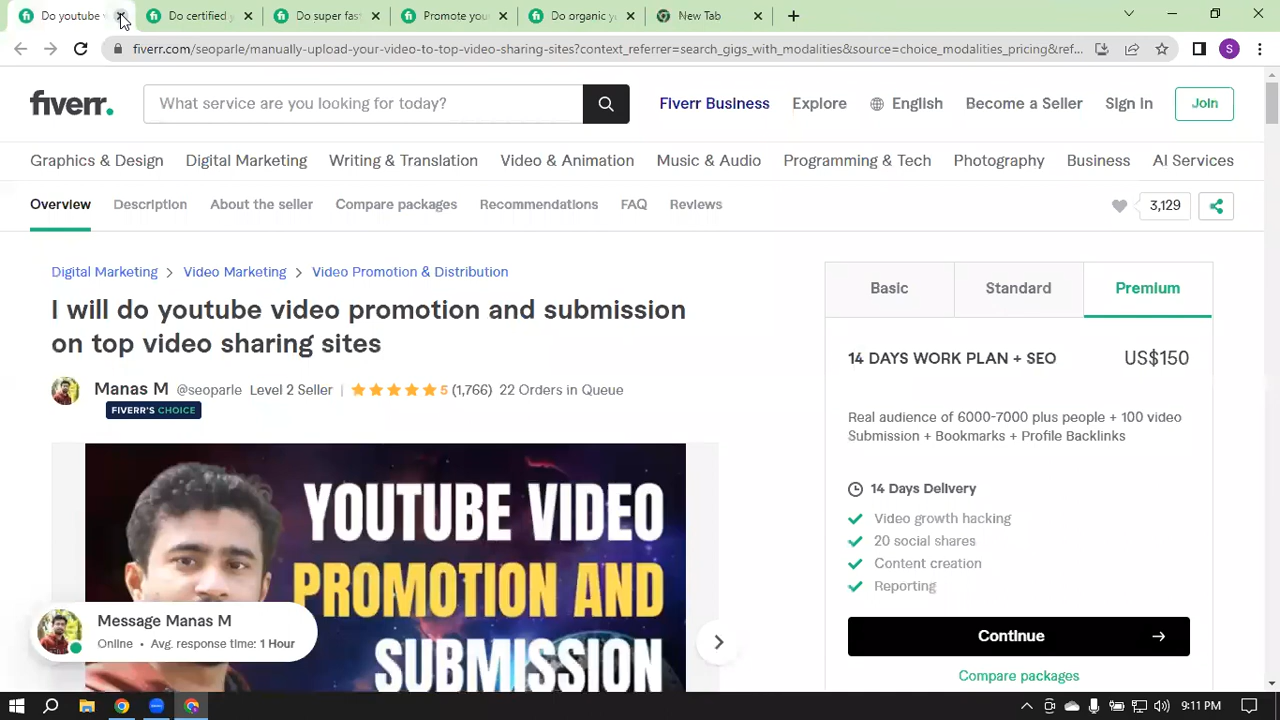 Do youtube v
Do certified y
Do super fas
Promote your
Do organic y
New Tab
fiverr.com/seoparle/manually-upload-your-video-to-top-video-sharing-sites?context_referrer=search_gigs_with_modalities&source=choice_modalities_pricing&ref...
S
fiverr.
What service are you looking for today?
Fiverr Business
Explore
English
Become a Seller
Sign In
Join
Graphics & Design
Digital Marketing
Writing & Translation
Video & Animation
Music & Audio
Programming & Tech
Photography
Business
AI Services
Overview
Description
About the seller
Compare packages
Recommendations
FAQ
Reviews
3,129
Digital Marketing > Video Marketing > Video Promotion & Distribution
I will do youtube video promotion and submission
on top video sharing sites
Manas M @seoparle Level 2 Seller | 5 (1,766) 22 Orders in Queue
FIVERR'S CHOICE
YOUTUBE VIDEO
PROMOTION AND
SUBMISSION
Message Manas M
Online • Avg. response time: 1 Hour
Basic
Standard
Premium
14 DAYS WORK PLAN + SEO
US$150
Real audience of 6000-7000 plus people + 100 video
Submission + Bookmarks + Profile Backlinks
14 Days Delivery
Video growth hacking
20 social shares
Content creation
Reporting
Continue
Compare packages
9:11 PM